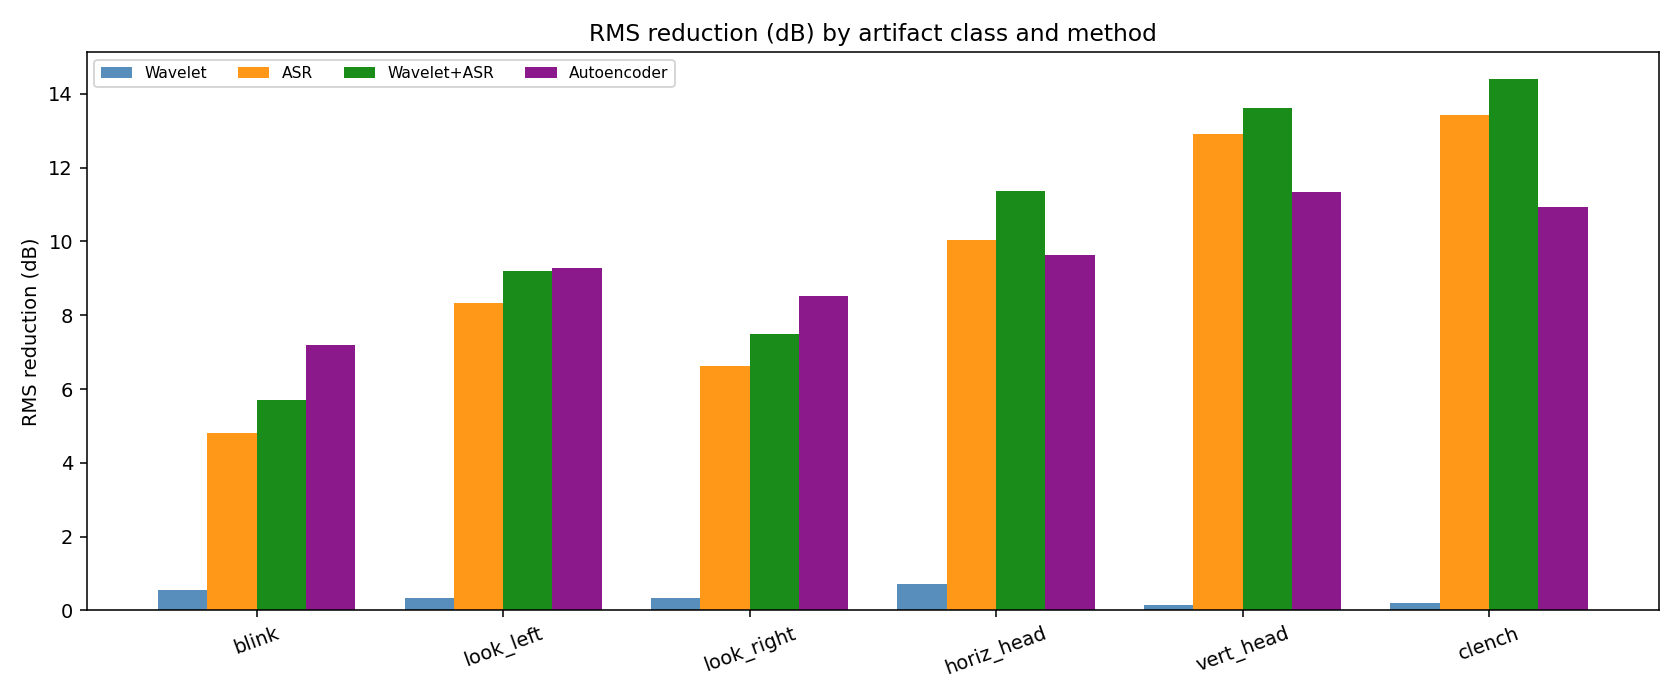 RMS reduction (dB) by artifact class and method
Wavelet ASR Wavelet+ASR Autoencoder
RMS reduction (dB)
14
12
10
8
6
4
2
0
blink look_left look_right horiz_head vert_head clench